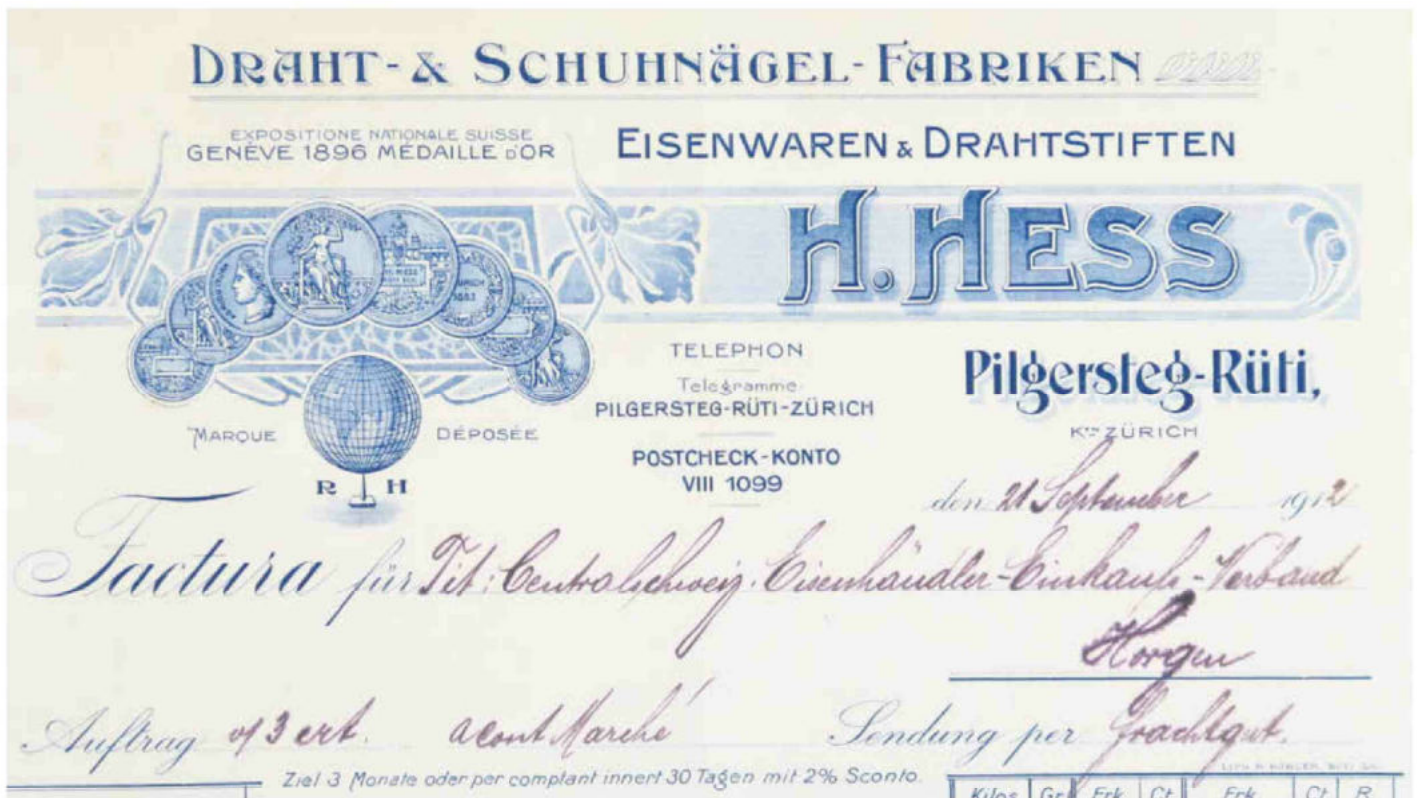 DRAHT- & SCHUHNÄGEL-FABRIKEN
EXPOSITIONE NATIONALE SUISSE
GENÈVE 1896 MÉDAILLE D'OR
EISENWAREN & DRAHTSTIFTEN
H. HESS
TELEPHON
Telegramme
PILGERSTEG-RÜTI-ZÜRICH
Pilgersteg-Rüti,
KTON ZÜRICH
MARQUE DÉPOSÉE
R H
POSTCHECK-KONTO
VIII 1099
den 21 September 1912
Factura für Tit: Centralschweiz. Eisenhändler-Einkaufs-Verband
Horgen
Auftrag v/ 3 crt. a cont Marché
Sendung per Frachtgut.
Ziel 3 Monate oder per comptant innert 30 Tagen mit 2% Sconto.
Kilos Gr. Frk. Ct. Frk. Ct. R.